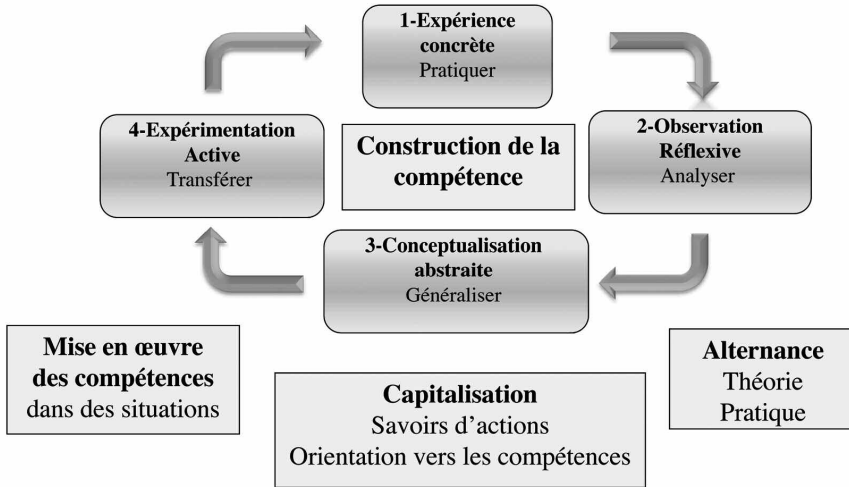 1-Expérience
concrète
Pratiquer
4-Expérimentation
Active
Transférer
Construction de la
compétence
2-Observation
Réflexive
Analyser
3-Conceptualisation
abstraite
Généraliser
Mise en œuvre
des compétences
dans des situations
Capitalisation
Savoirs d’actions
Orientation vers les compétences
Alternance
Théorie
Pratique